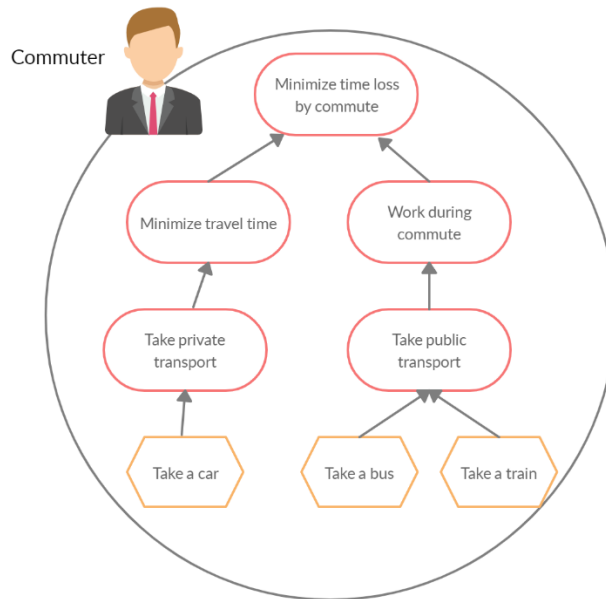 Commuter
Minimize time loss
by commute
Minimize travel time
Work during
commute
Take private
transport
Take public
transport
Take a car
Take a bus
Take a train